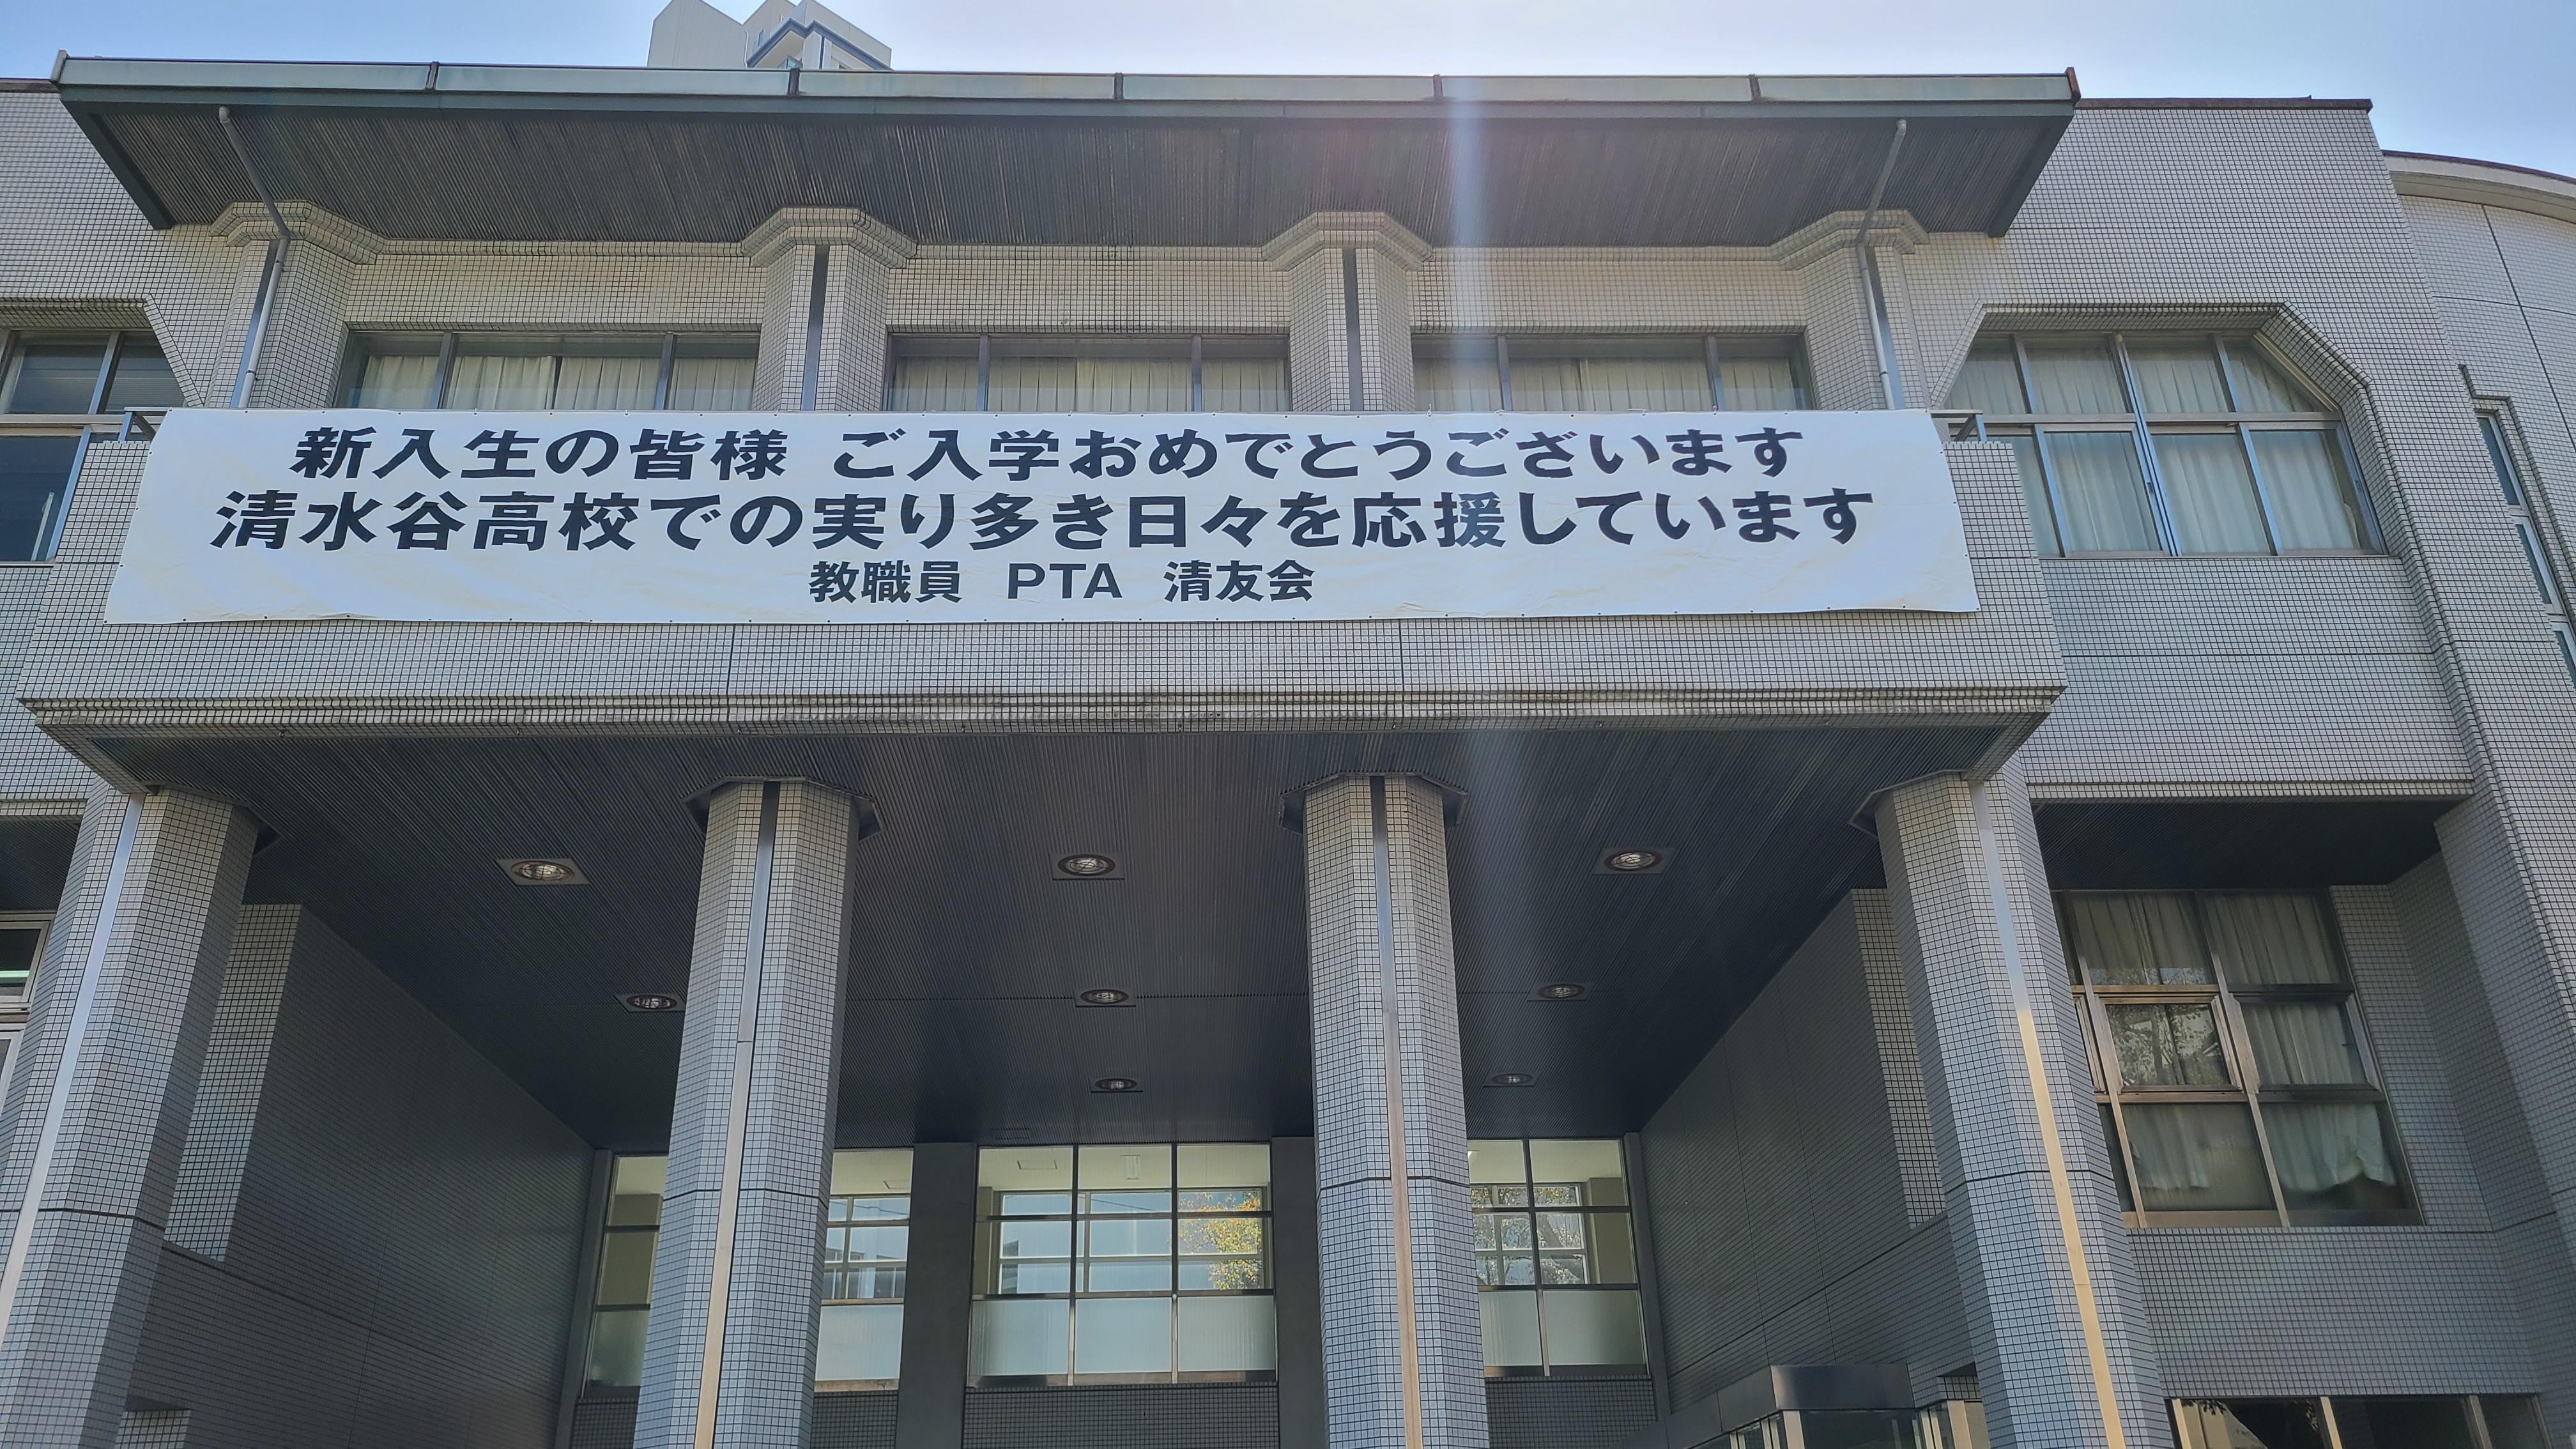 新入生の皆様 ご入学おめでとうございます
清水谷高校での実り多き日々を応援しています
教職員 PTA 清友会